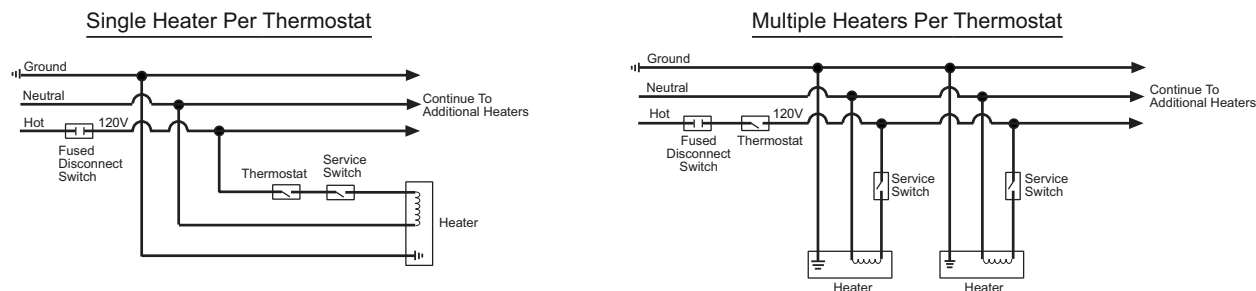 Single Heater Per Thermostat
Ground
Neutral
Hot
120V
Continue To
Additional Heaters
Fused
Disconnect
Switch
Thermostat
Service
Switch
Heater
Multiple Heaters Per Thermostat
Ground
Neutral
Hot
120V
Continue To
Additional Heaters
Fused
Disconnect
Switch
Thermostat
Service
Switch
Service
Switch
Heater
Heater